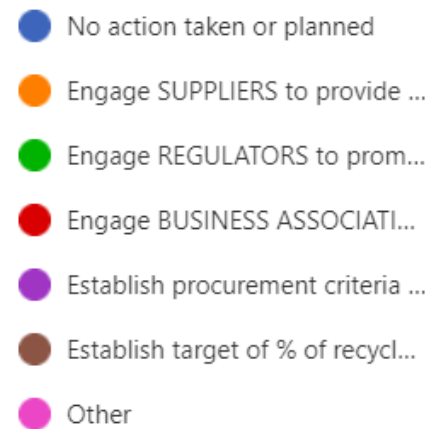 No action taken or planned
Engage SUPPLIERS to provide ...
Engage REGULATORS to prom...
Engage BUSINESS ASSOCIATI...
Establish procurement criteria ...
Establish target of % of recycl...
Other